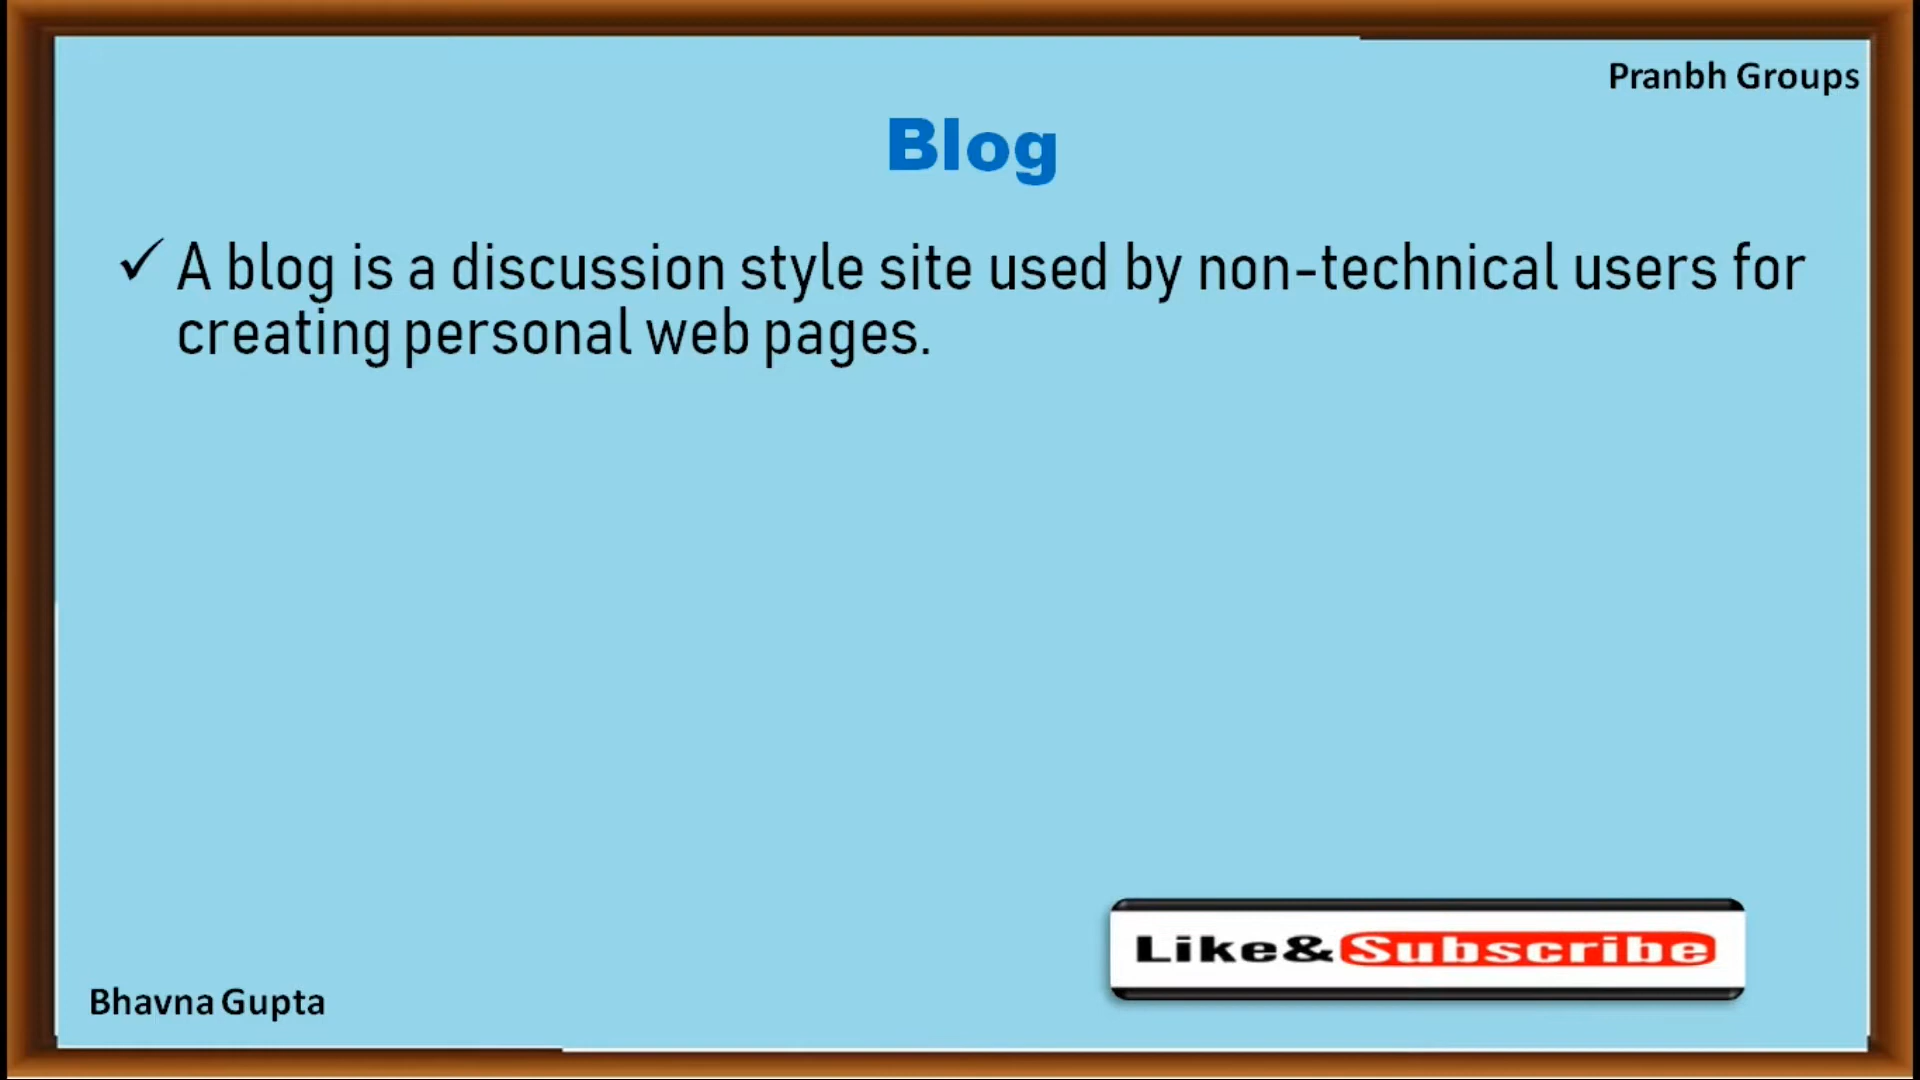 Pranbh Groups
Blog
✓ A blog is a discussion style site used by non-technical users for
creating personal web pages.
Like&Subscribe
Bhavna Gupta